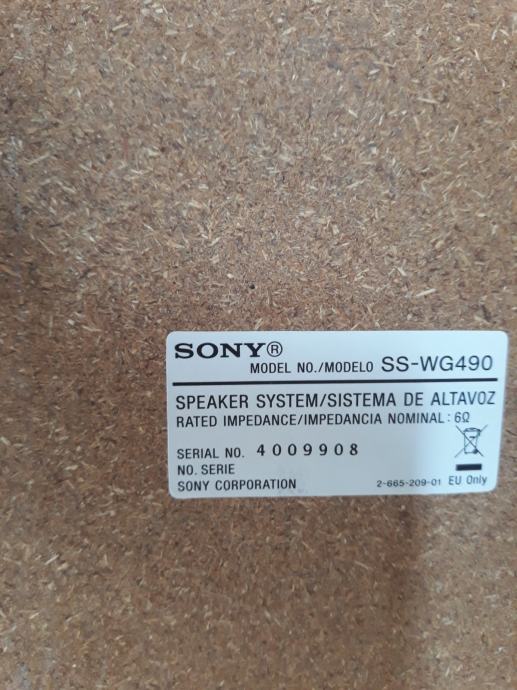 SONY®
MODEL NO./MODELO SS-WG490
SPEAKER SYSTEM/SISTEMA DE ALTAVOZ
RATED IMPEDANCE/IMPEDANCIA NOMINAL: 6Ω
SERIAL NO. 4009908
NO. SERIE
SONY CORPORATION 2-665-209-01 EU Only